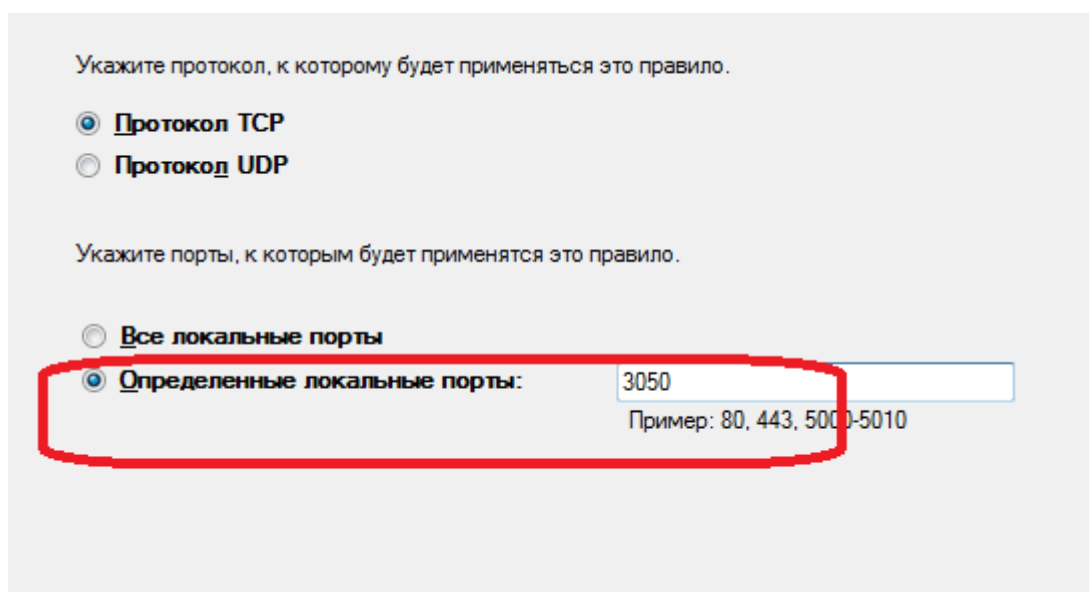 Укажите протокол, к которому будет применяться это правило.
Протокол TCP
Протокол UDP
Укажите порты, к которым будет применятся это правило.
Все локальные порты
Определенные локальные порты: 3050
Пример: 80, 443, 5000-5010